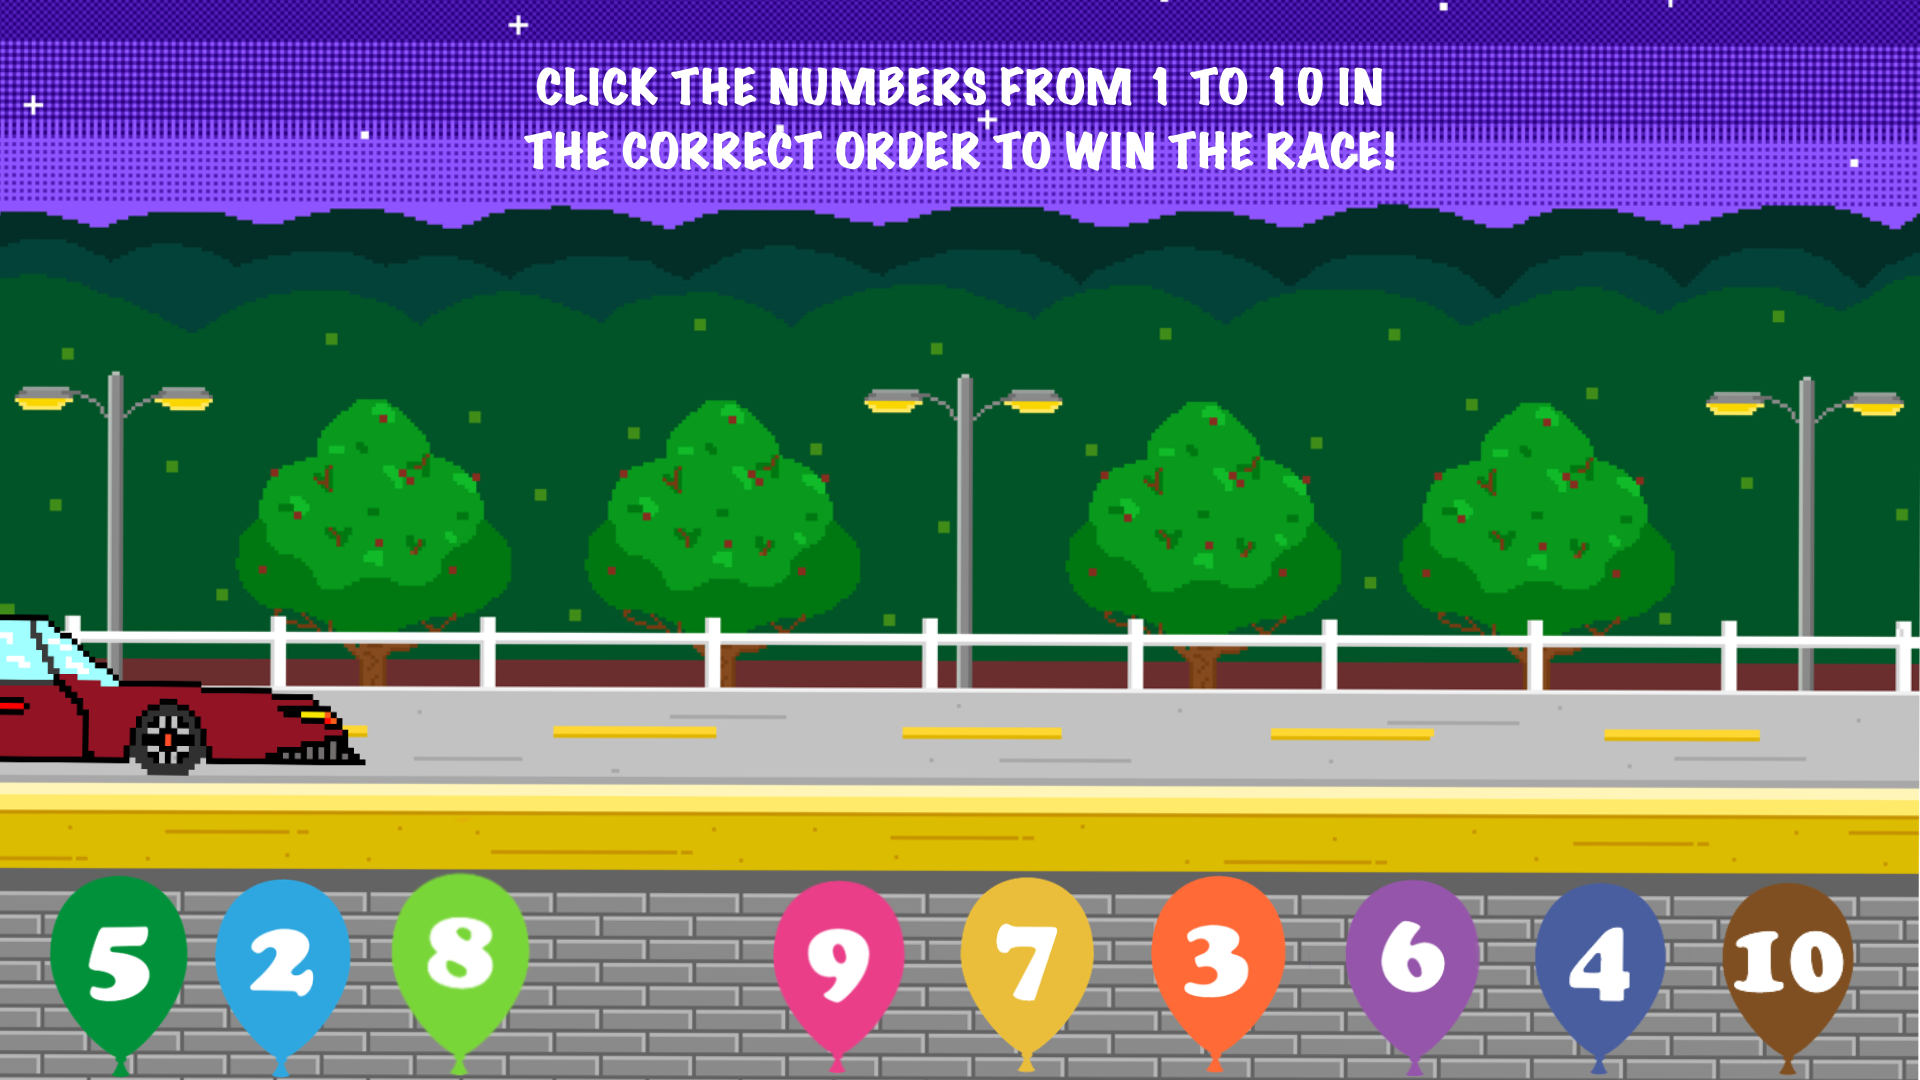 CLICK THE NUMBERS FROM 1 TO 10 IN
THE CORRECT ORDER TO WIN THE RACE!
5 2 8 9 7 3 6 4 10